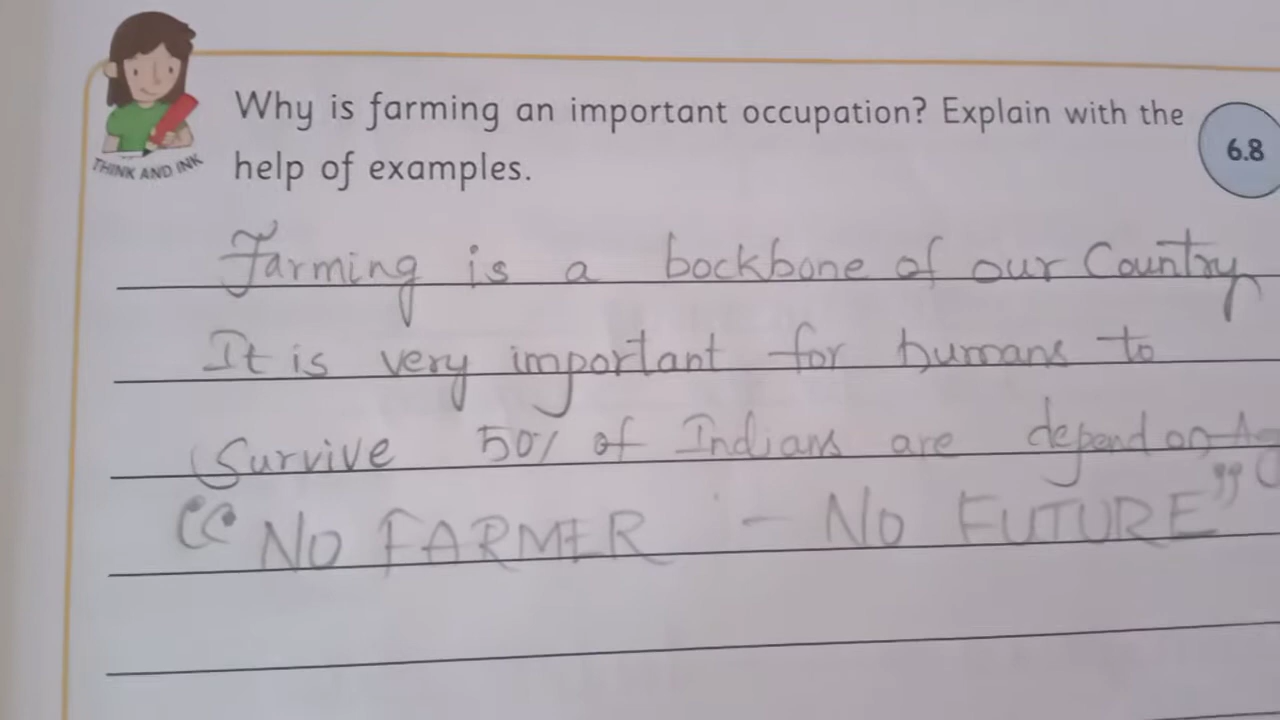 THINK AND INK
Why is farming an important occupation? Explain with the
help of examples.
6.8
Farming is a bockbone of our Country
It is very important for humans to
Survive 50% of Indians are depend on
“ NO FARMER - NO FUTURE ”